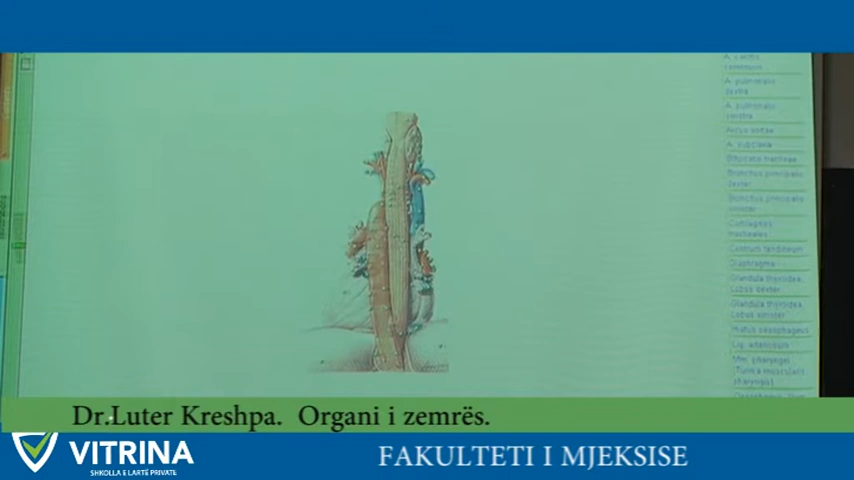 A. carotis
communis
A. pulmonalis
dextra
A. pulmonalis
sinistra
Arcus aortae
A. subclavia
Bifurcatio tracheae
Bronchus principalis
dexter
Bronchus principalis
sinister
Cartilagines
tracheales
Centrum tendineum
Diaphragma
Glandula thyroidea,
Lobus dexter
Glandula thyroidea,
Lobus sinister
Hiatus oesophageus
Mm. pharyngis
(Tunica muscularis
pharyngis)
Dr.Luter Kreshpa. Organi i zemrës.
VITRINA
SHKOLLA E LARTË PRIVATE
FAKULTETI I MJEKSISE